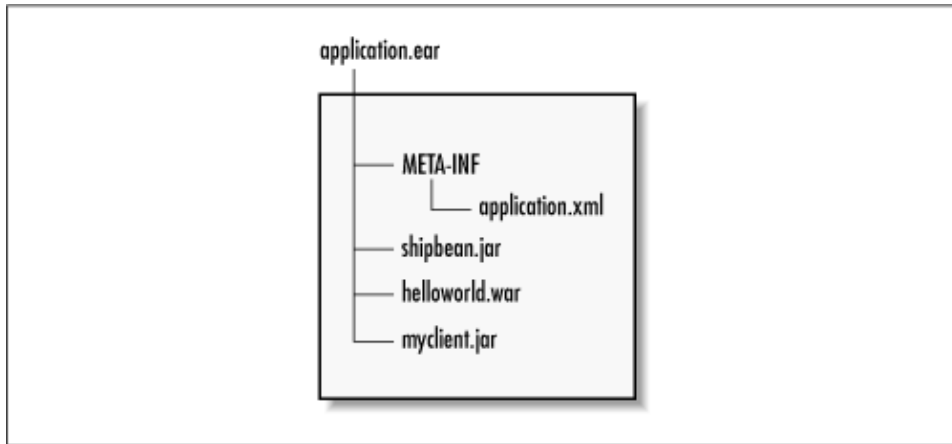 application.ear
META-INF
application.xml
shipbean.jar
helloworld.war
myclient.jar